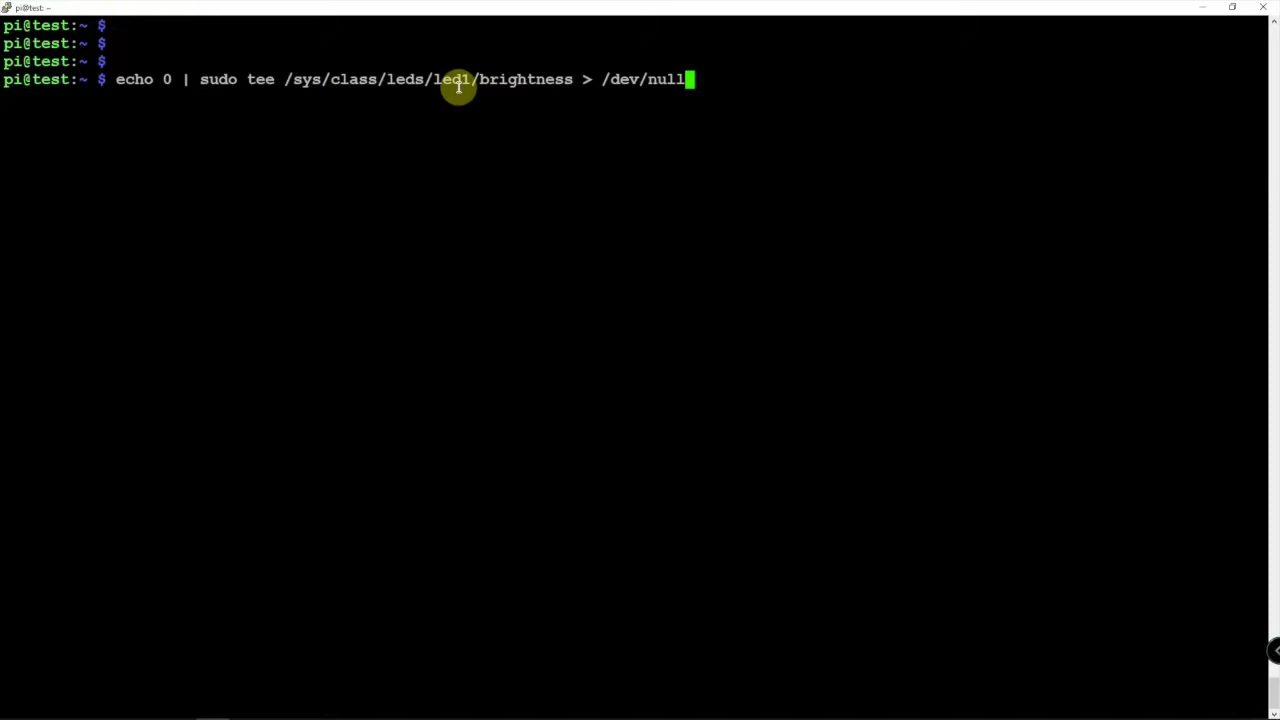 pi@test: ~
pi@test:~ $
pi@test:~ $
pi@test:~ $
pi@test:~ $ echo 0 | sudo tee /sys/class/leds/led1/brightness > /dev/null